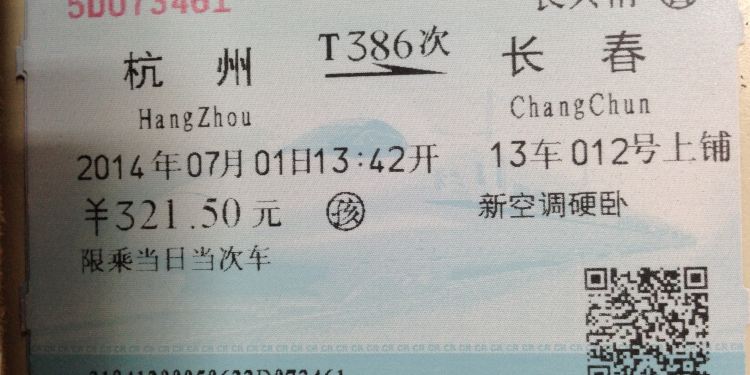 5D073461
杭州 T386次 长春
HangZhou ChangChun
2014年07月01日13:42开 13车012号上铺
￥321.50元 孩 新空调硬卧
限乘当日当次车